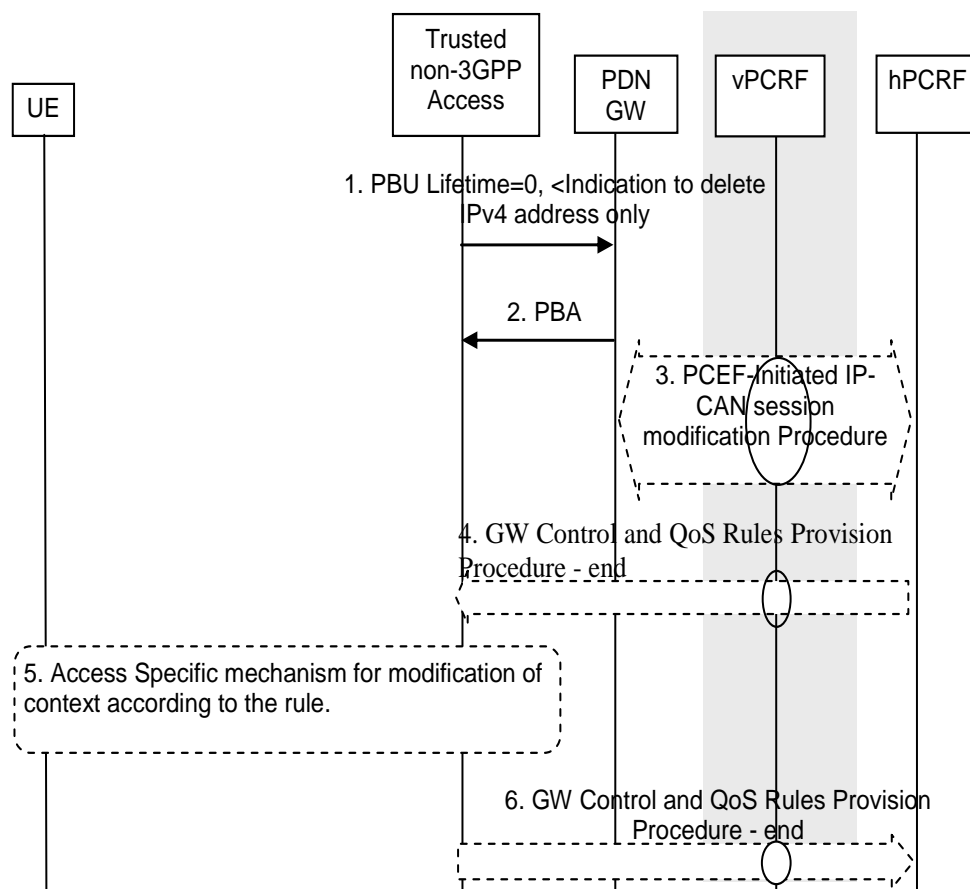 Trusted
non-3GPP
Access
PDN
GW
vPCRF
hPCRF
UE
1. PBU Lifetime=0, <Indication to delete
IPv4 address only
2. PBA
3. PCEF-Initiated IP-
CAN session
modification Procedure
4. GW Control and QoS Rules Provision
Procedure - end
5. Access Specific mechanism for modification of
context according to the rule.
6. GW Control and QoS Rules Provision
Procedure - end